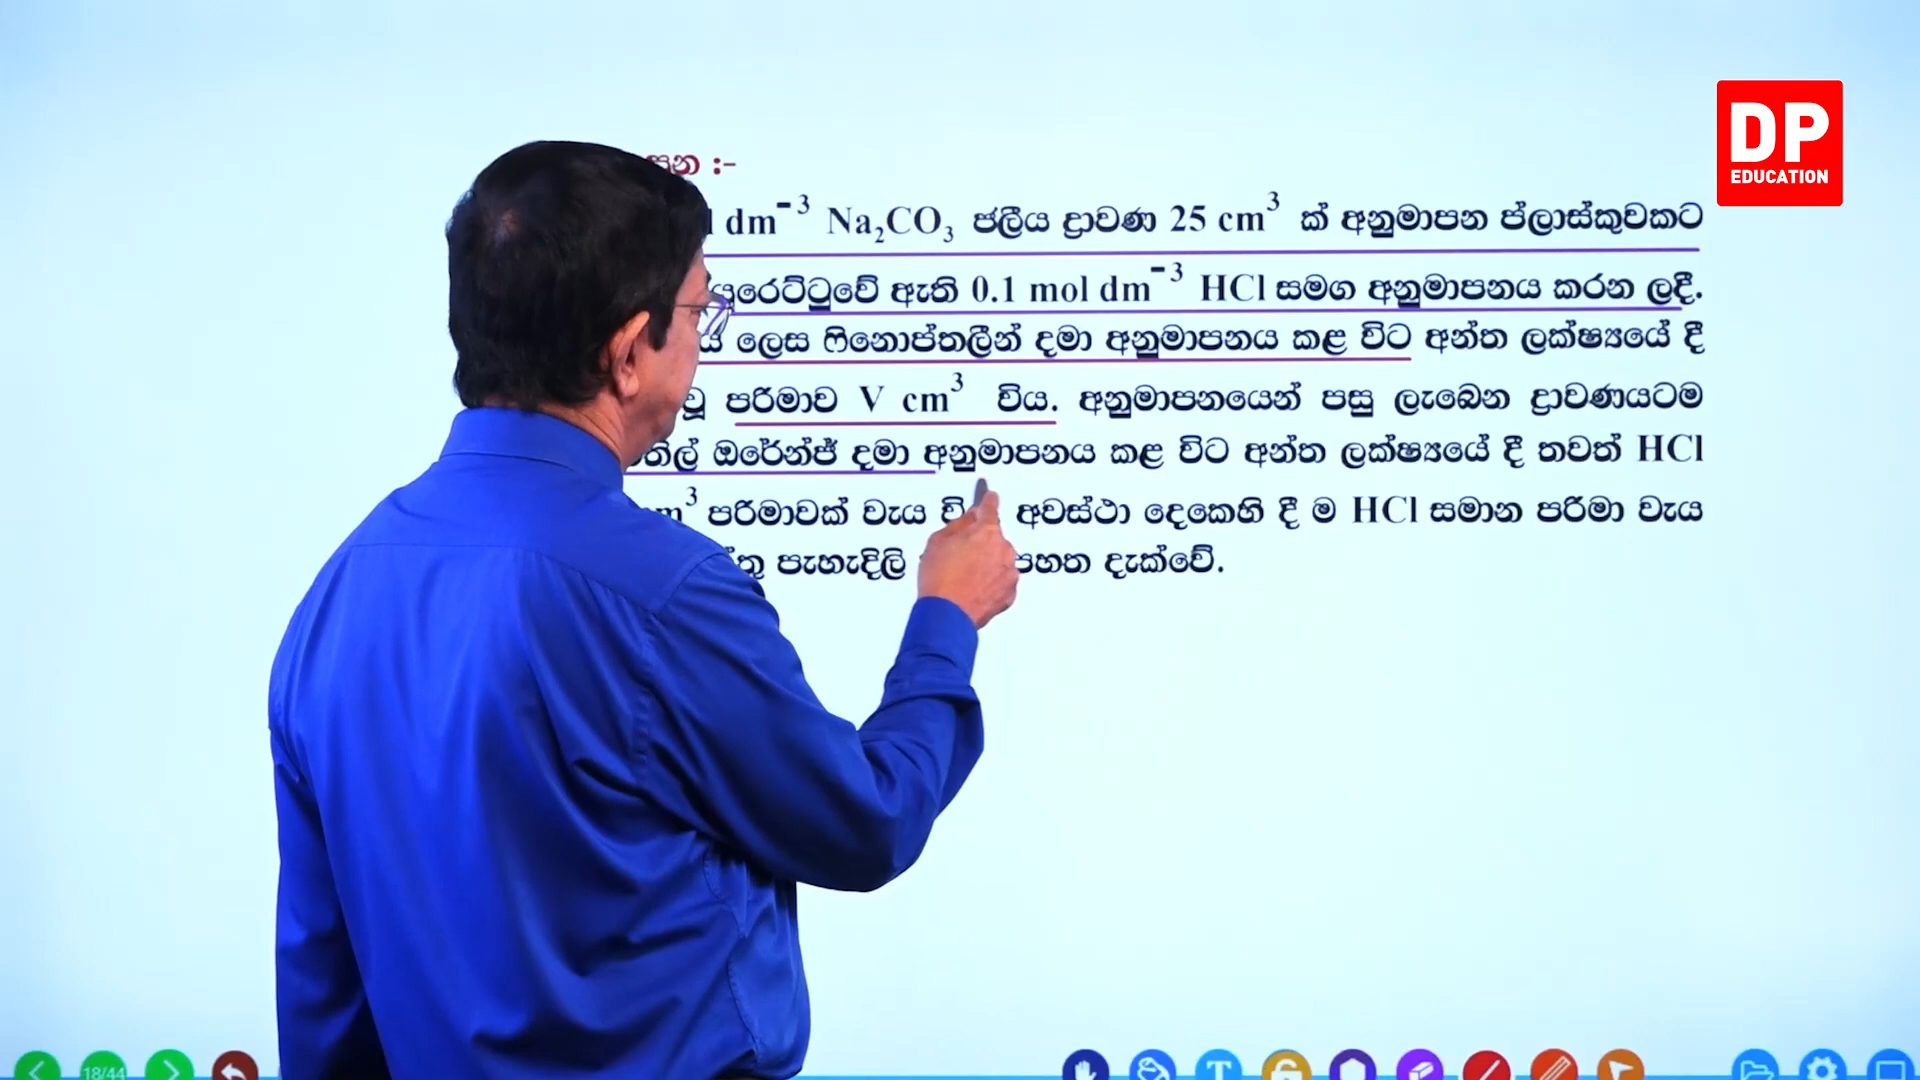 DP
EDUCATION
:-
dm⁻³ Na₂CO₃ ජලීය ද්‍රාවණ 25 cm³ ක් අනුමාපන ප්ලාස්කුවකට
ඇති 0.1 mol dm⁻³ HCl සමග අනුමාපනය කරන ලදී.
ලෙස ෆිනොප්තලීන් දමා අනුමාපනය කළ විට අන්ත ලක්ෂ්‍යයේ දී
වූ පරිමාව V cm³ විය. අනුමාපනයෙන් පසු ලැබෙන ද්‍රාවණයටම
ඔරේන්ජ් දමා අනුමාපනය කළ විට අන්ත ලක්ෂ්‍යයේ දී තවත් HCl
පරිමාවක් වැය අවස්ථා දෙකෙහි දී ම HCl සමාන පරිමා වැය
පැහැදිලි පහත දැක්වේ.
18/44